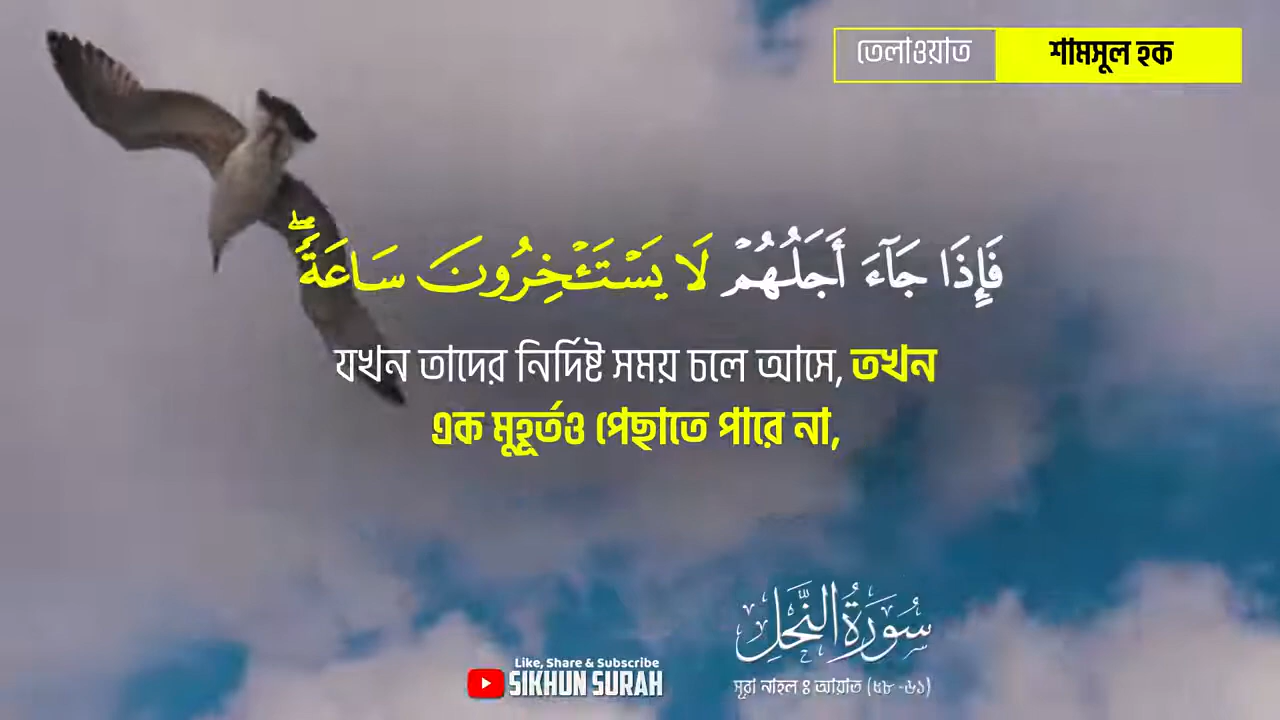 তেলাওয়াত শামসুল হক
فَإِذَا جَآءَ أَجَلُهُمْ لَا يَسْتَـْٔخِرُونَ سَاعَةًۖ
যখন তাদের নির্দিষ্ট সময় চলে আসে, তখন
এক মুহূর্তও পেছাতে পারে না,
سُورَةُ النَّحْلِ
সূরা নাহল ঃ আয়াত (৫৮ -৬১)
Like, Share & Subscribe
SIKHUN SURAH